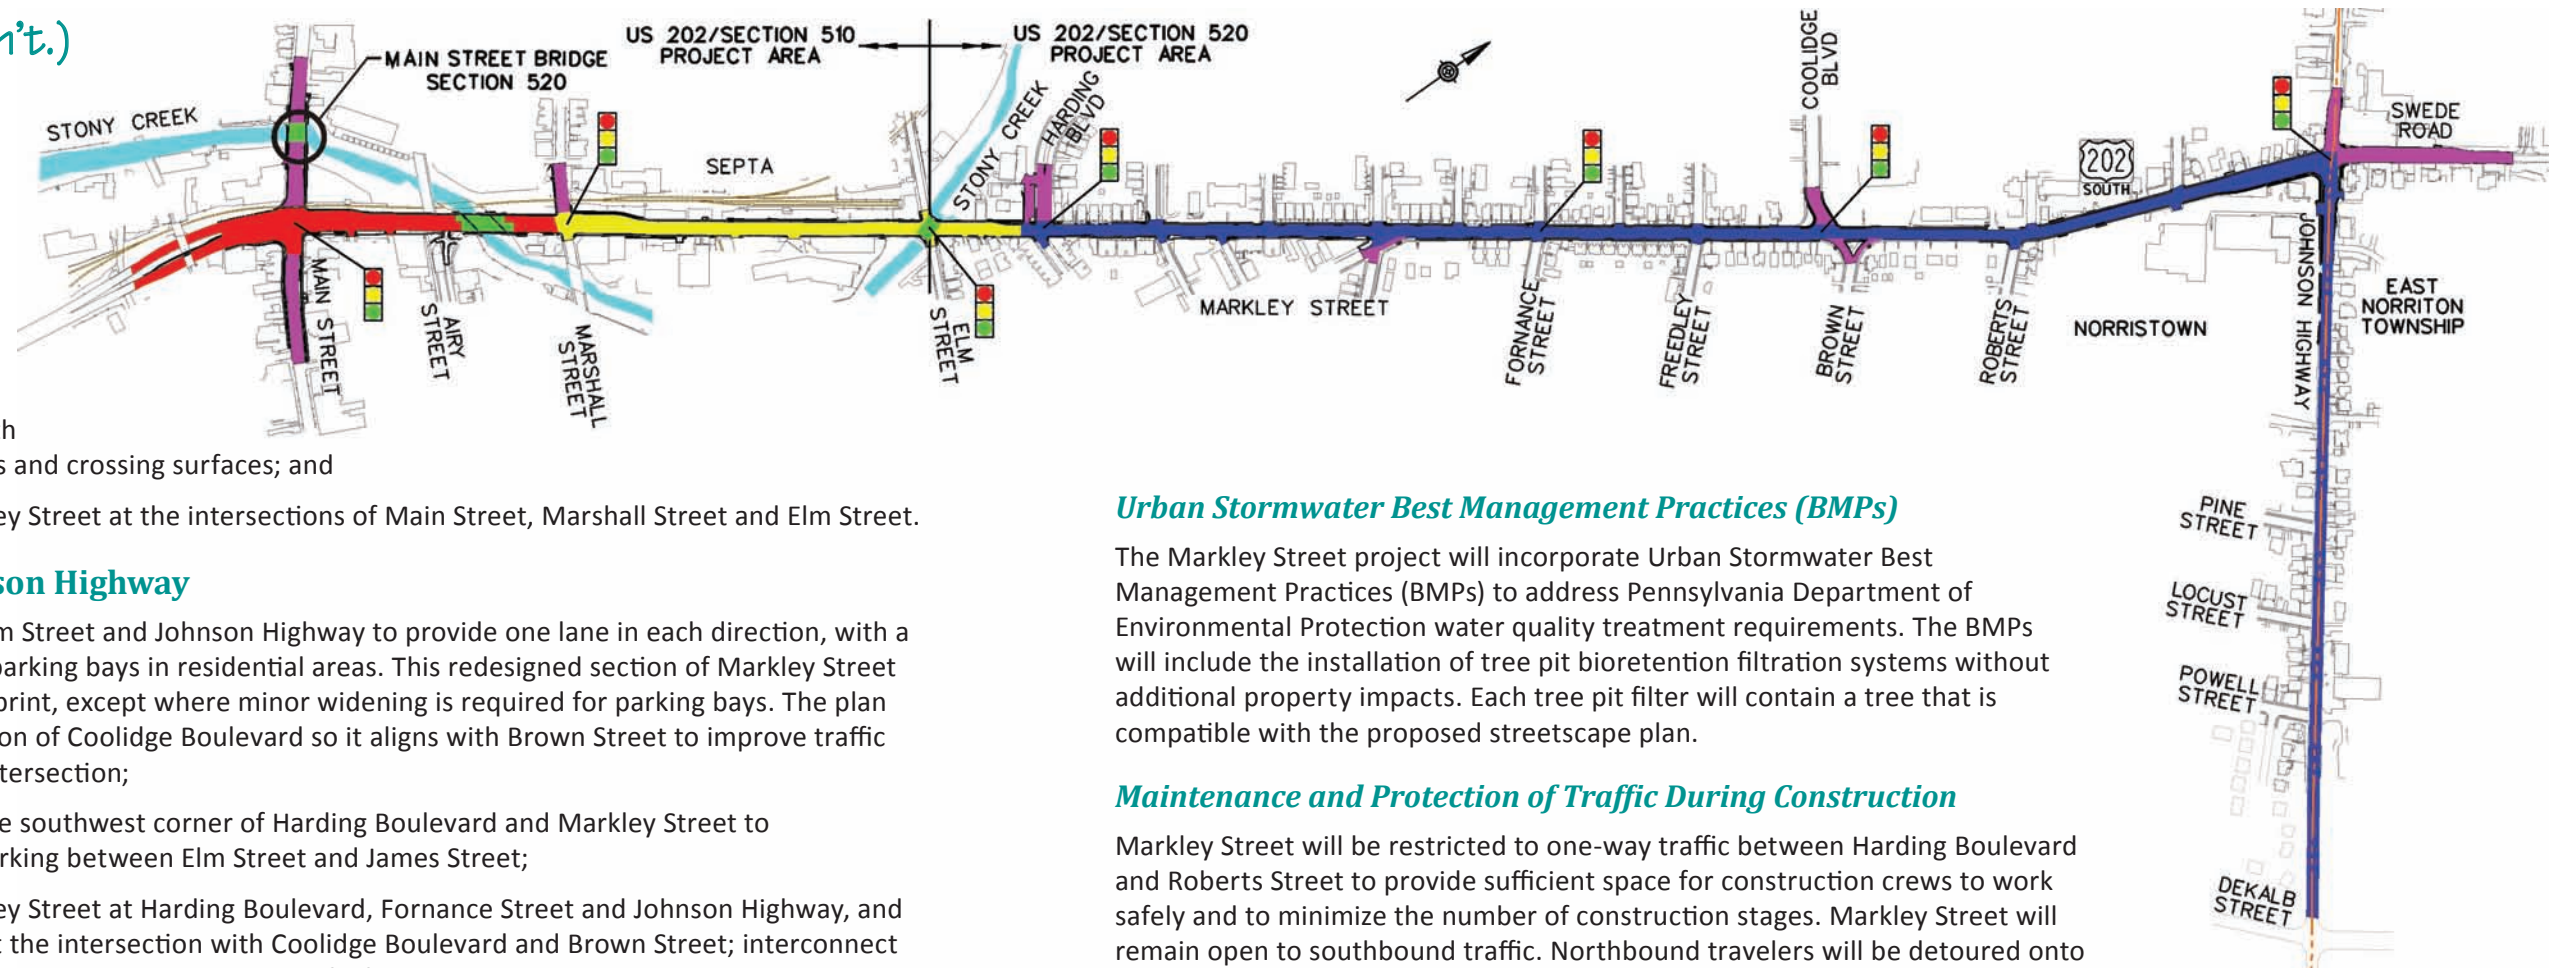 n't.)
MAIN STREET BRIDGE
SECTION 520
US 202/SECTION 510
PROJECT AREA
US 202/SECTION 520
PROJECT AREA
STONY CREEK
SEPTA
STONY CREEK
HARDING
BLVD
COOLIDGE
BLVD
202
SOUTH
SWEDE
ROAD
MAIN STREET
AIRY
STREET
MARSHALL
STREET
ELM
STREET
MARKLEY STREET
FORNANCE
STREET
FREEDLEY
STREET
BROWN
STREET
ROBERTS
STREET
NORRISTOWN
JOHNSON HIGHWAY
EAST
NORRITON
TOWNSHIP
PINE
STREET
LOCUST
STREET
POWELL
STREET
DEKALB
STREET
th
s and crossing surfaces; and
ey Street at the intersections of Main Street, Marshall Street and Elm Street.
son Highway
m Street and Johnson Highway to provide one lane in each direction, with a
parking bays in residential areas. This redesigned section of Markley Street
print, except where minor widening is required for parking bays. The plan
on of Coolidge Boulevard so it aligns with Brown Street to improve traffic
tersection;
e southwest corner of Harding Boulevard and Markley Street to
rking between Elm Street and James Street;
ey Street at Harding Boulevard, Fornance Street and Johnson Highway, and
t the intersection with Coolidge Boulevard and Brown Street; interconnect
Urban Stormwater Best Management Practices (BMPs)
The Markley Street project will incorporate Urban Stormwater Best
Management Practices (BMPs) to address Pennsylvania Department of
Environmental Protection water quality treatment requirements. The BMPs
will include the installation of tree pit bioretention filtration systems without
additional property impacts. Each tree pit filter will contain a tree that is
compatible with the proposed streetscape plan.
Maintenance and Protection of Traffic During Construction
Markley Street will be restricted to one-way traffic between Harding Boulevard
and Roberts Street to provide sufficient space for construction crews to work
safely and to minimize the number of construction stages. Markley Street will
remain open to southbound traffic. Northbound travelers will be detoured onto